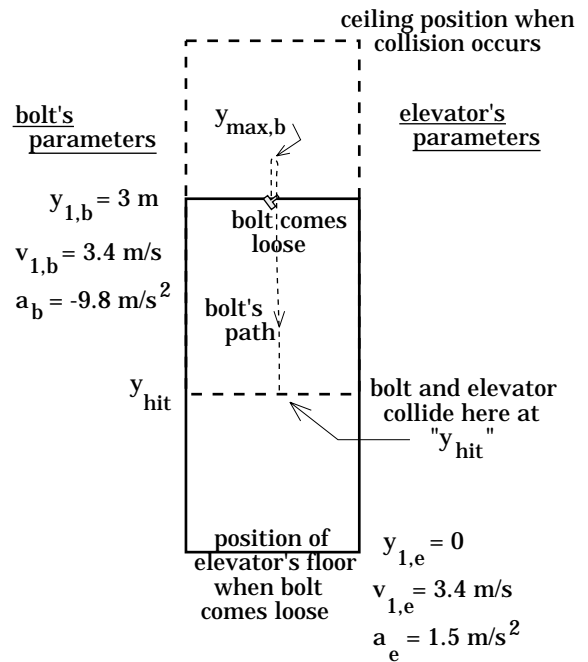 ceiling position when
collision occurs
bolt's
parameters
y_max,b
elevator's
parameters
y_1,b = 3 m
v_1,b = 3.4 m/s
a_b = -9.8 m/s^2
bolt comes
loose
bolt's
path
y_hit
bolt and elevator
collide here at
"y_hit"
position of
elevator's floor
when bolt
comes loose
y_1,e = 0
v_1,e = 3.4 m/s
a_e = 1.5 m/s^2